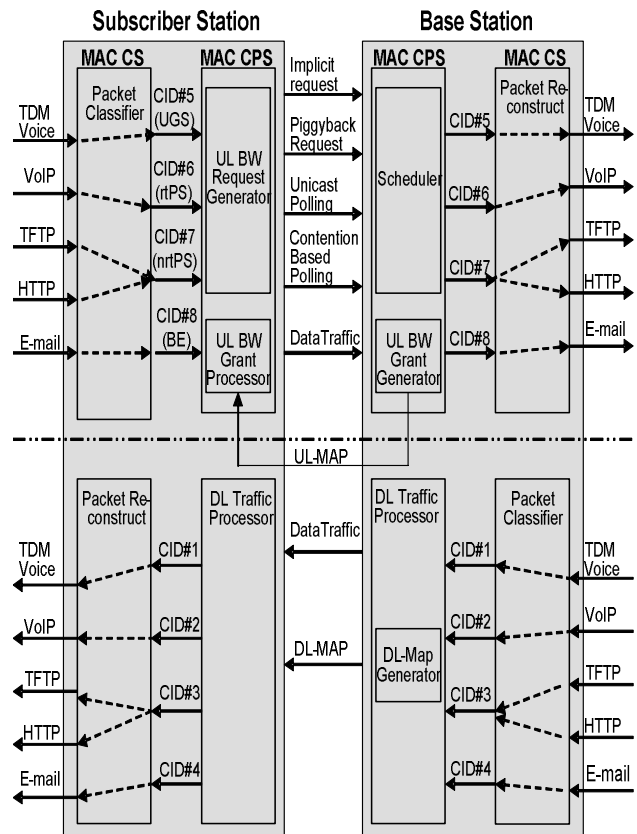 Subscriber Station
Base Station
MAC CS
MAC CPS
MAC CPS
MAC CS
Packet
Classifier
CID#5
(UGS)
UL BW
Request
Generator
Implicit
request
Scheduler
CID#5
Packet Re-
construct
TDM
Voice
TDM
Voice
Piggyback
Request
VoIP
CID#6
(rtPS)
Unicast
Polling
CID#6
VoIP
TFTP
CID#7
(nrtPS)
Contention
Based
Polling
CID#7
TFTP
HTTP
HTTP
E-mail
CID#8
(BE)
UL BW
Grant
Processor
DataTraffic
UL BW
Grant
Generator
CID#8
E-mail
UL-MAP
Packet Re-
construct
DL Traffic
Processor
DataTraffic
DL Traffic
Processor
Packet
Classifier
TDM
Voice
CID#1
CID#1
TDM
Voice
VoIP
CID#2
CID#2
VoIP
DL-MAP
DL-Map
Generator
TFTP
CID#3
CID#3
TFTP
HTTP
HTTP
E-mail
CID#4
CID#4
E-mail